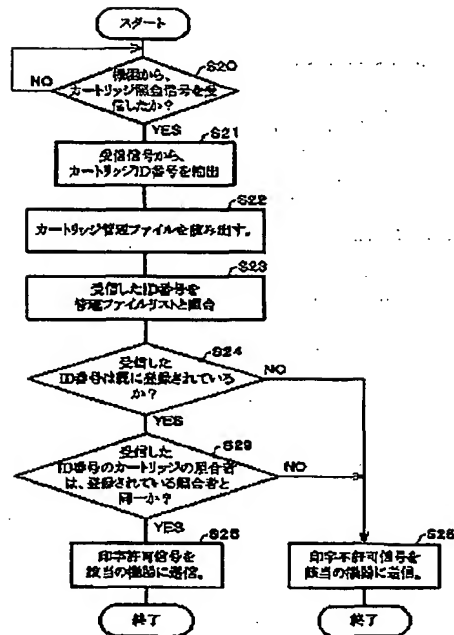 スタート
S20
機器から、
カートリッジ照会信号を受
信したか?
NO
YES
S21
受信信号から、
カートリッジID番号を抽出
S22
カートリッジ管理ファイルを読み出す。
S23
受信したID番号を
管理ファイルリストと照合
S24
受信した
ID番号は既に登録されている
か?
NO
YES
S29
受信した
ID番号のカートリッジの照会者
は、登録されている照会者と
同一か?
NO
YES
S25
印字許可信号を
該当の機器に送信。
S26
印字不許可信号を
該当の機器に送信。
終了
終了